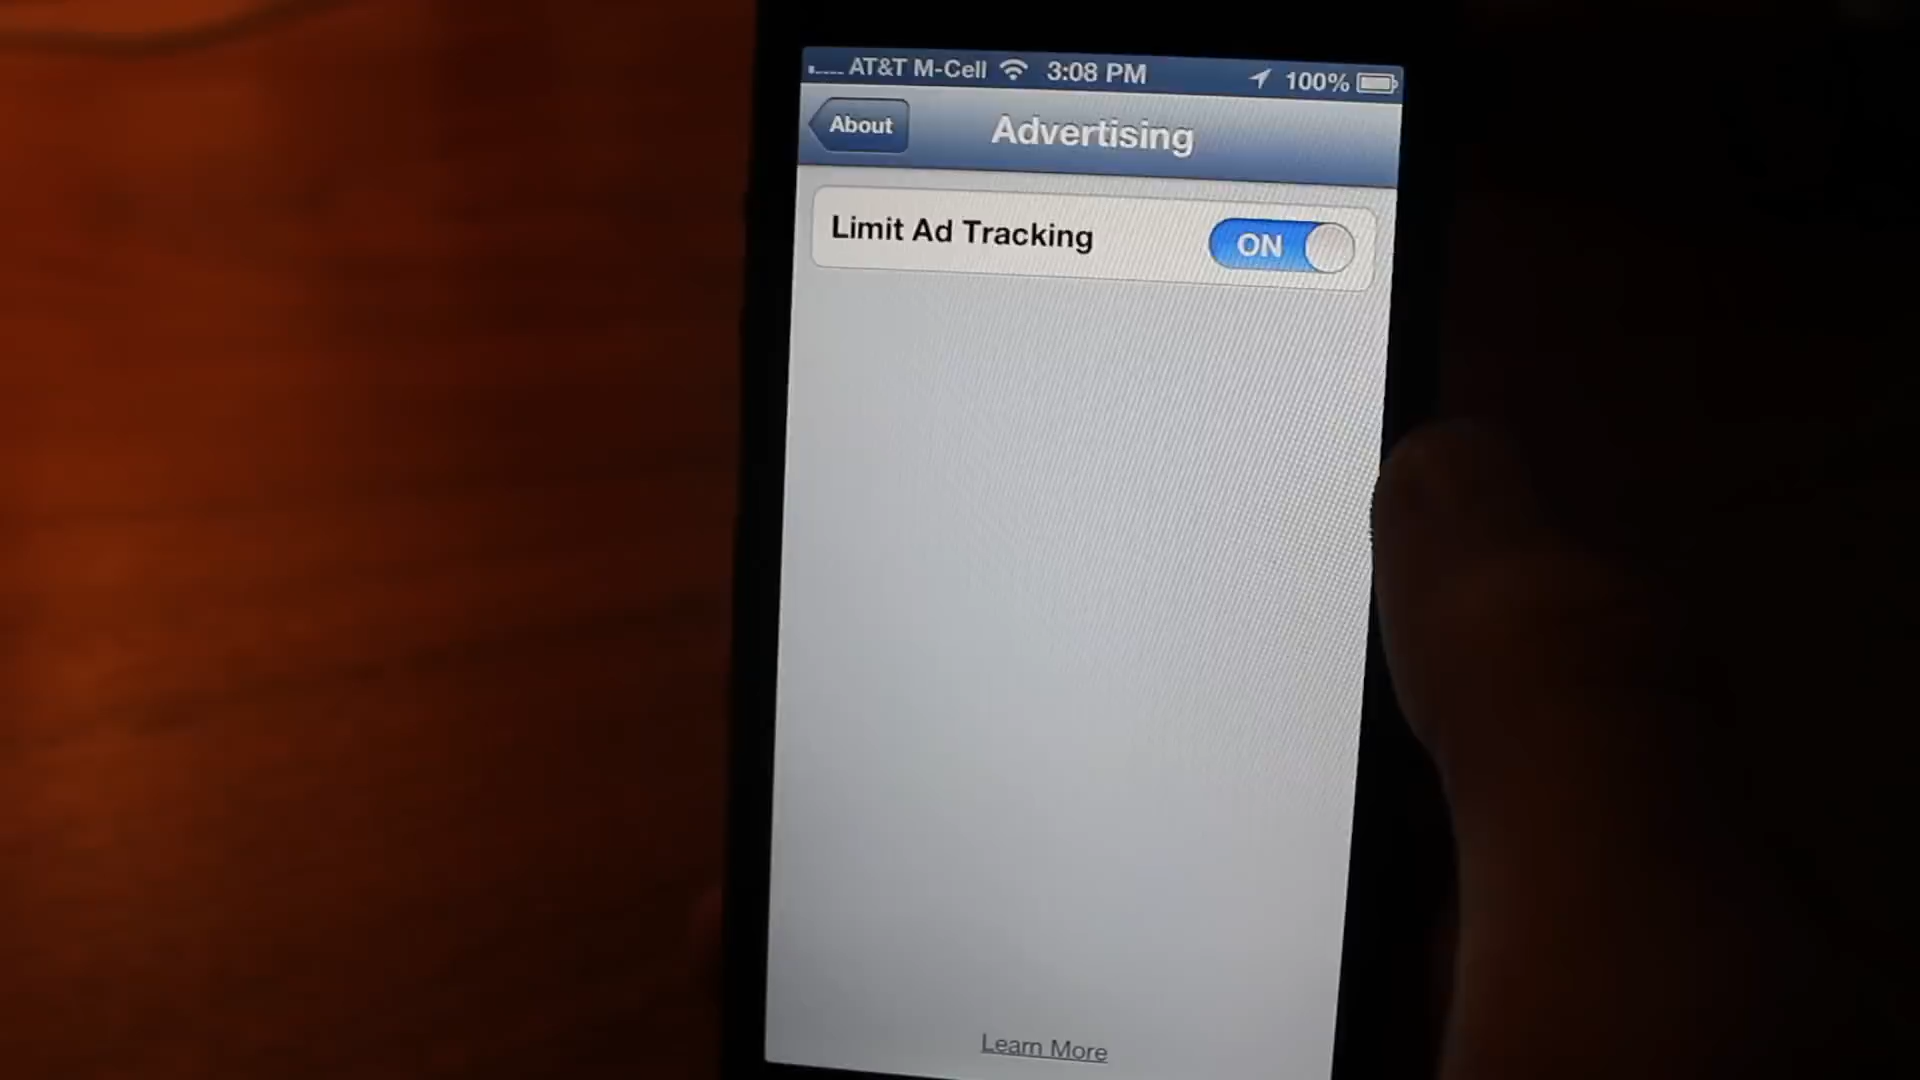 AT&T M-Cell 3:08 PM 100%
About Advertising
Limit Ad Tracking ON
Learn More